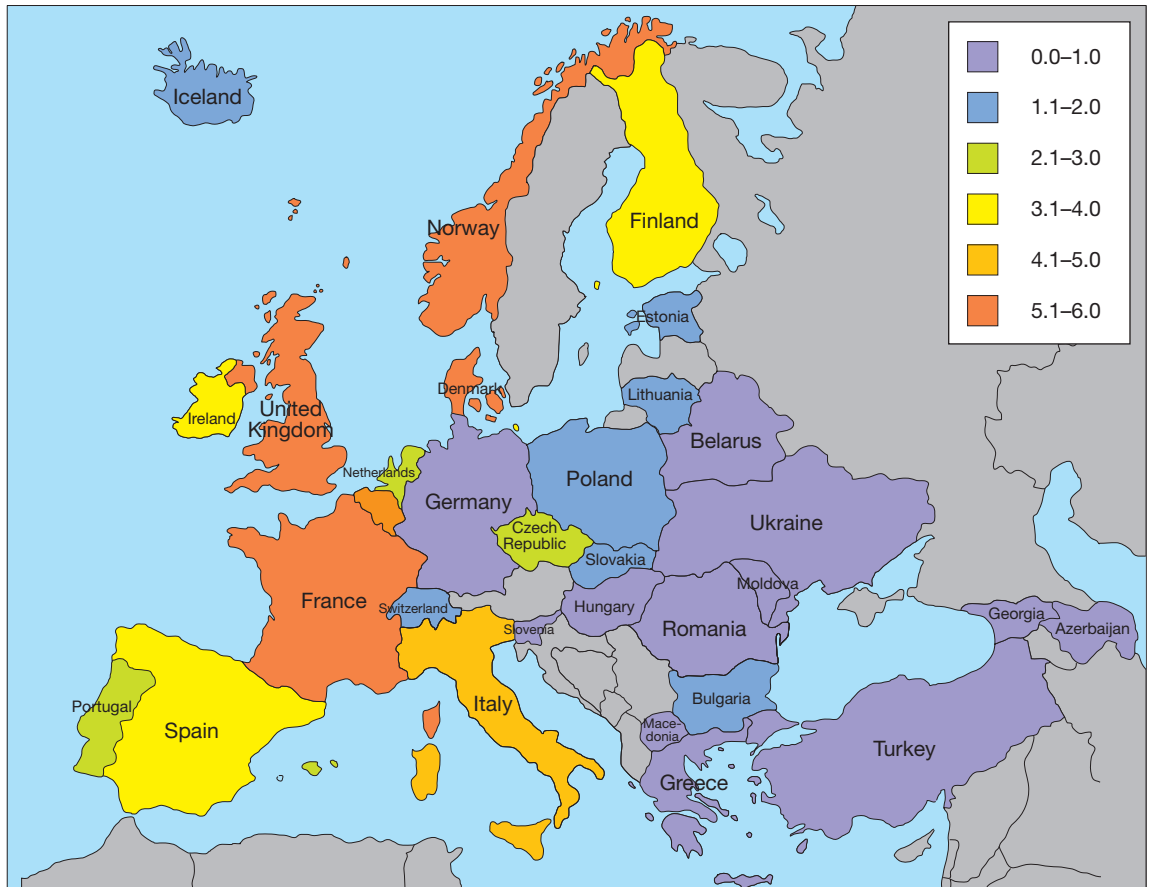 0.0–1.0
1.1–2.0
2.1–3.0
3.1–4.0
4.1–5.0
5.1–6.0
Iceland
Norway
Finland
Estonia
Denmark
Lithuania
Ireland
United
Kingdom
Belarus
Netherlands
Germany
Poland
Ukraine
Czech
Republic
Slovakia
Moldova
France
Switzerland
Hungary
Slovenia
Romania
Georgia
Azerbaijan
Portugal
Spain
Italy
Bulgaria
Mace-
donia
Turkey
Greece